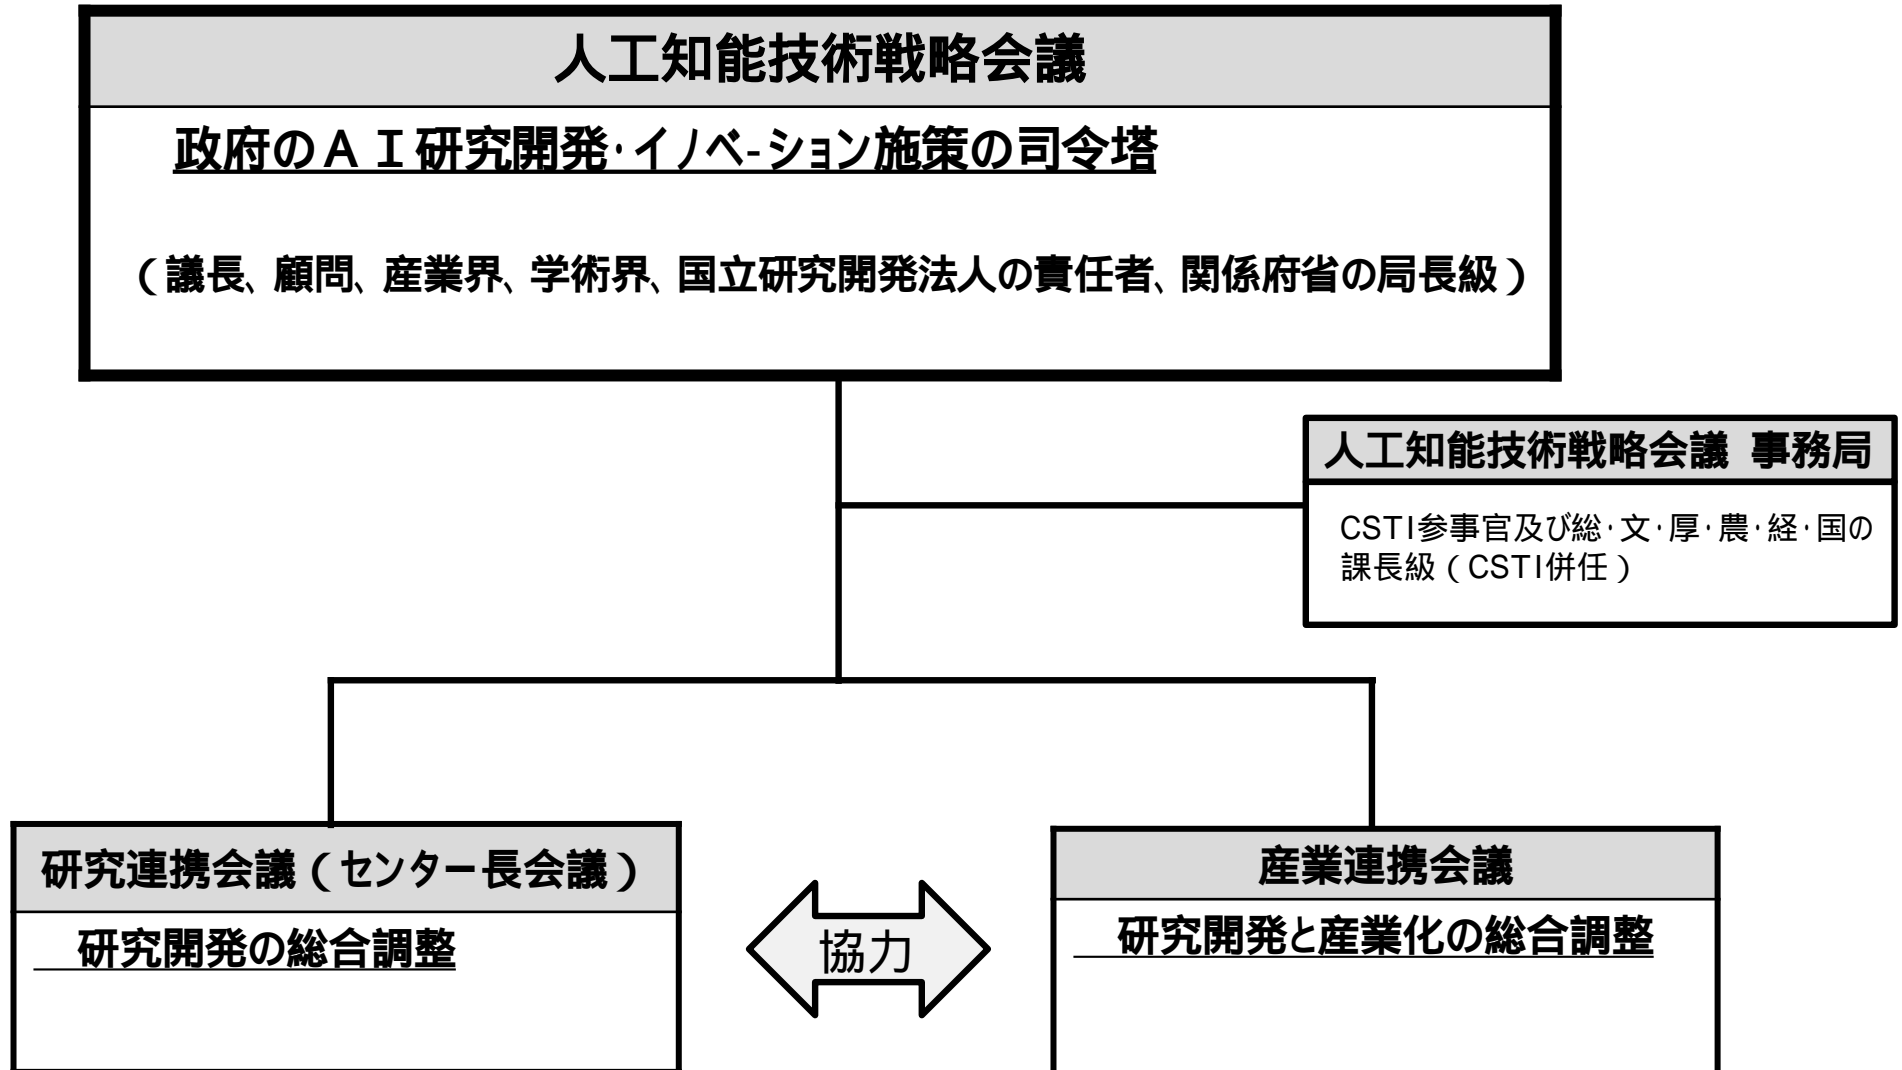 人工知能技術戦略会議
政府のＡＩ研究開発･イノベ-ション施策の司令塔
（議長、顧問、産業界、学術界、国立研究開発法人の責任者、関係府省の局長級）
人工知能技術戦略会議 事務局
CSTI参事官及び総･文･厚･農･経･国の
課長級（CSTI併任）
研究連携会議（センター長会議）
研究開発の総合調整
協力
産業連携会議
研究開発と産業化の総合調整